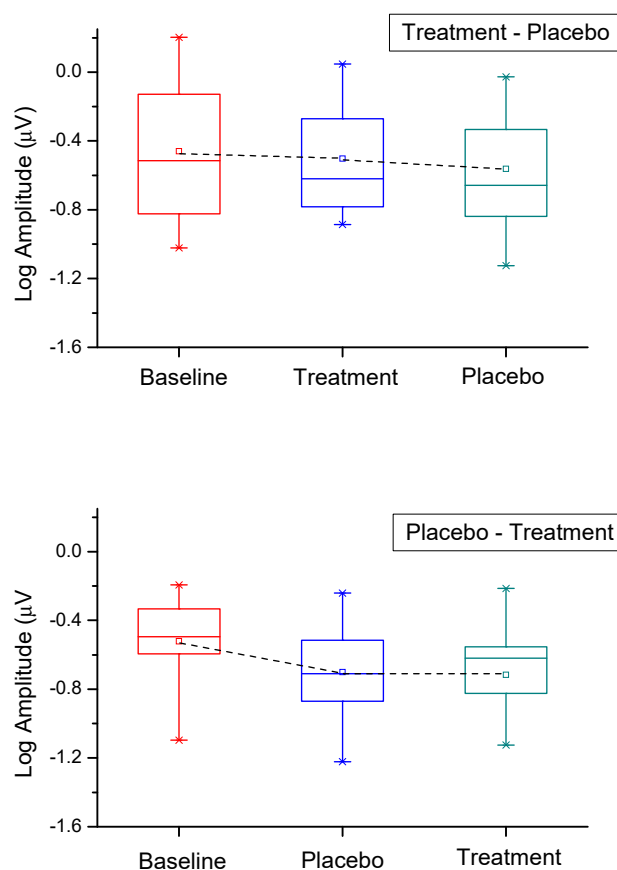 Treatment - Placebo
Log Amplitude (μV)
0.0
-0.4
-0.8
-1.2
-1.6
Baseline Treatment Placebo
Placebo - Treatment
Log Amplitude (μV
0.0
-0.4
-0.8
-1.2
-1.6
Baseline Placebo Treatment